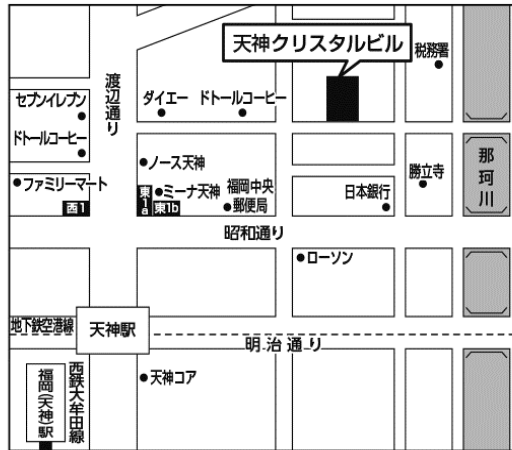 天神クリスタルビル
税務署
渡辺通り
セブンイレブン
ダイエー
ドトールコーヒー
ドトールコーヒー
ノース天神
那珂川
勝立寺
ファミリーマート
西1
東1a
ミーナ天神
東1b
福岡中央
郵便局
日本銀行
昭和通り
ローソン
地下鉄空港線
天神駅
明治通り
福岡(天神)駅
西鉄大牟田線
天神コア